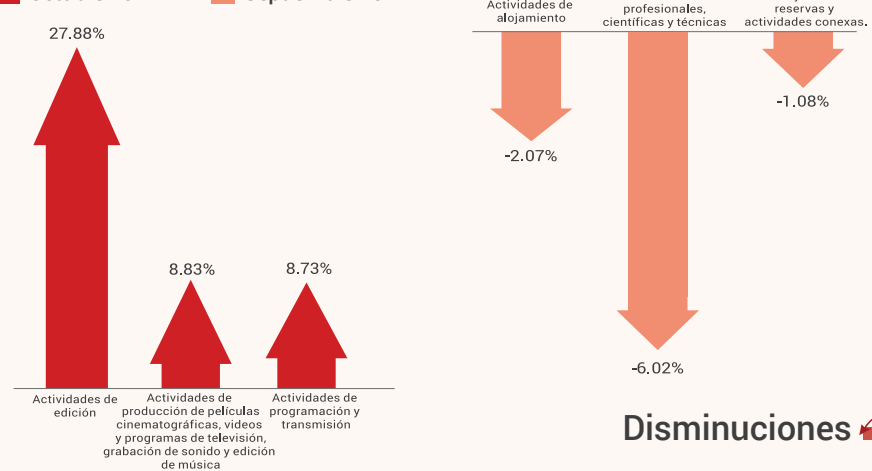 27.88%
8.83%
8.73%
Actividades de
edición
Actividades de
producción de películas
cinematográficas, videos
y programas de televisión,
grabación de sonido y edición
de música
Actividades de
programación y
transmisión
Actividades de
alojamiento
profesionales,
científicas y técnicas
reservas y
actividades conexas.
-2.07%
-6.02%
-1.08%
Disminuciones